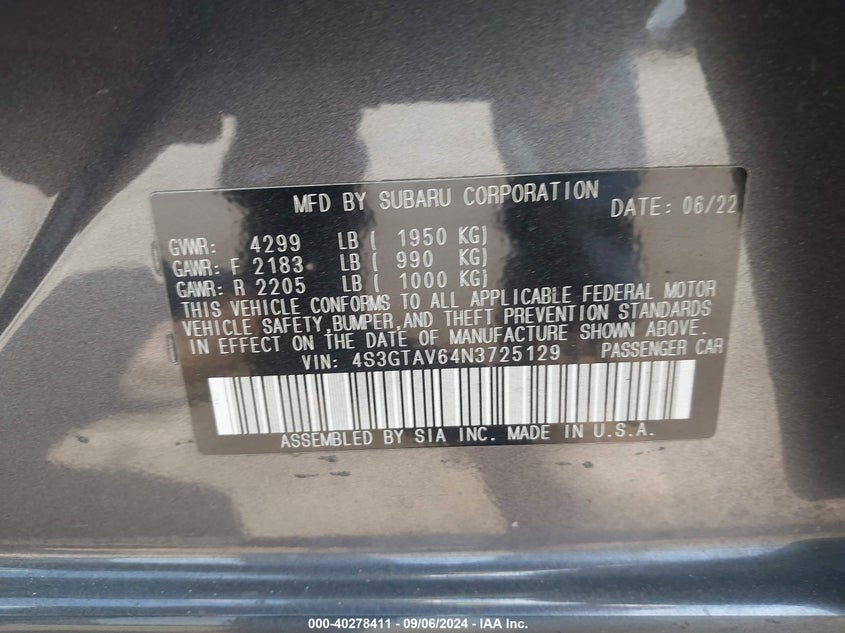 MFD BY SUBARU CORPORATION DATE: 06/22
GVWR: 4299 LB ( 1950 KG)
GAWR: F 2183 LB ( 990 KG)
GAWR: R 2205 LB ( 1000 KG)
THIS VEHICLE CONFORMS TO ALL APPLICABLE FEDERAL MOTOR
VEHICLE SAFETY,BUMPER,AND THEFT PREVENTION STANDARDS
IN EFFECT ON THE DATE OF MANUFACTURE SHOWN ABOVE.
VIN: 4S3GTAV64N3725129 PASSENGER CAR
ASSEMBLED BY SIA INC. MADE IN U.S.A.
000-40278411 - 09/06/2024 - IAA Inc.